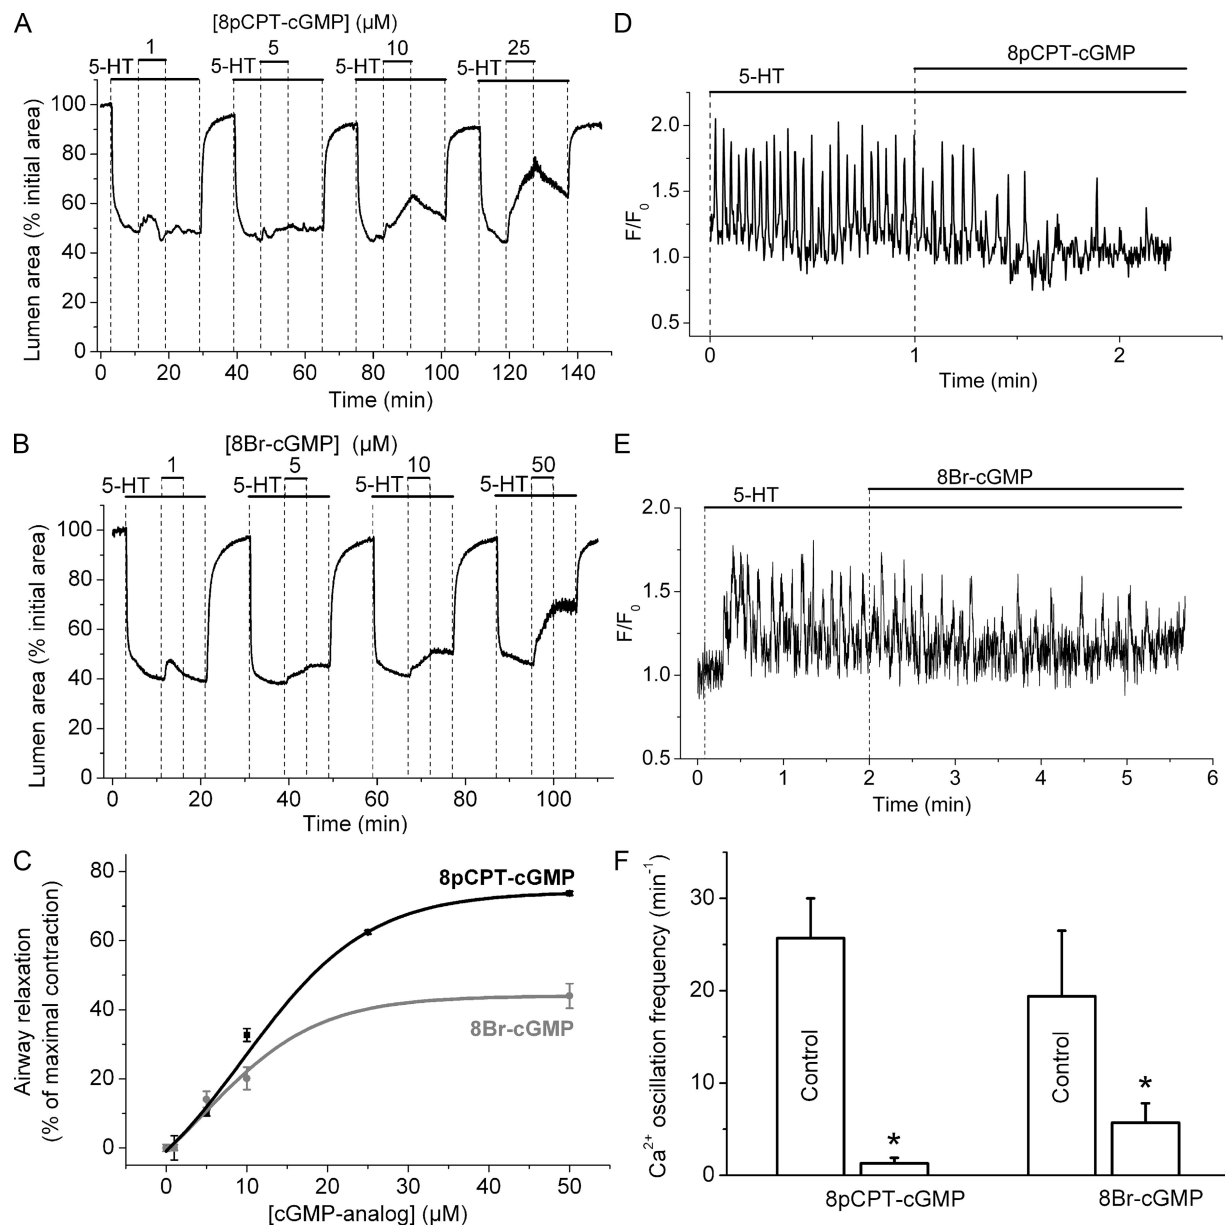 A
[8pCPT-cGMP] (µM)
1 5 10 25
5-HT 5-HT 5-HT 5-HT
Lumen area (% initial area)
100
80
60
40
20
0
0 20 40 60 80 100 120 140
Time (min)
B
[8Br-cGMP] (µM)
1 5 10 50
5-HT 5-HT 5-HT 5-HT
Lumen area (% initial area)
100
80
60
40
20
0
0 20 40 60 80 100
Time (min)
C
Airway relaxation
(% of maximal contraction)
80
60
40
20
0
8pCPT-cGMP
8Br-cGMP
0 10 20 30 40 50
[cGMP-analog] (µM)
D
8pCPT-cGMP
5-HT
F/F0
2.0
1.5
1.0
0.5
0 1 2
Time (min)
E
8Br-cGMP
5-HT
F/F0
2.0
1.5
1.0
0.5
0 1 2 3 4 5 6
Time (min)
F
Ca²⁺ oscillation frequency (min⁻¹)
30
20
10
0
Control
*
Control
*
8pCPT-cGMP
8Br-cGMP